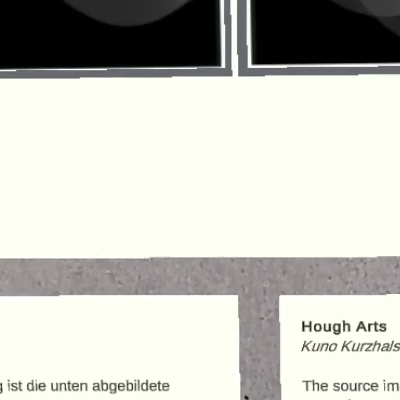 Hough Arts
Kuno Kurzhals
ist die unten abgebildete
The source im